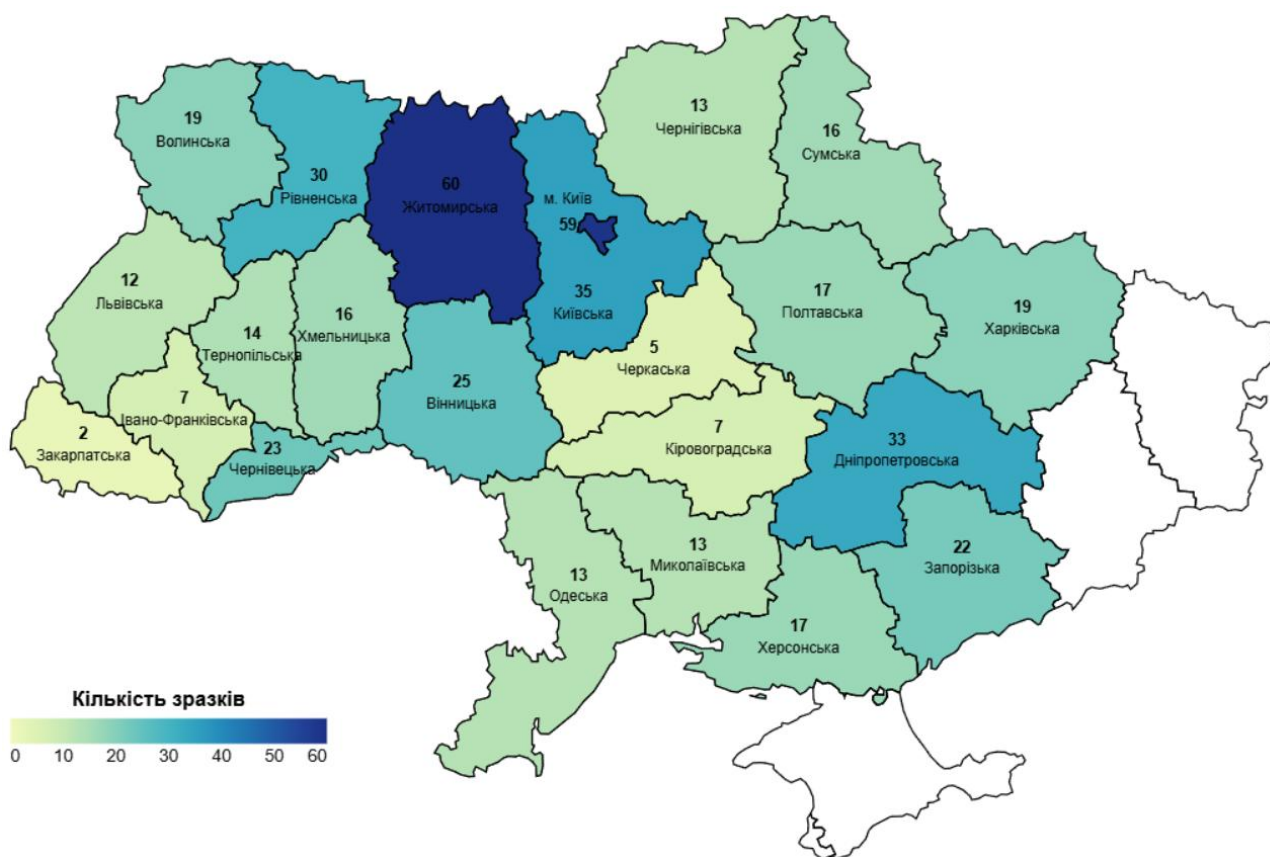 13
Чернігівська
16
Сумська
19
Волинська
30
Рівненська
60
Житомирська
м. Київ
59
35
Київська
12
Львівська
14
Тернопільська
16
Хмельницька
17
Полтавська
19
Харківська
5
Черкаська
25
Вінницька
7
Івано-Франківська
2
Закарпатська
23
Чернівецька
7
Кіровоградська
33
Дніпропетровська
13
Миколаївська
22
Запорізька
13
Одеська
17
Херсонська
Кількість зразків
0 10 20 30 40 50 60